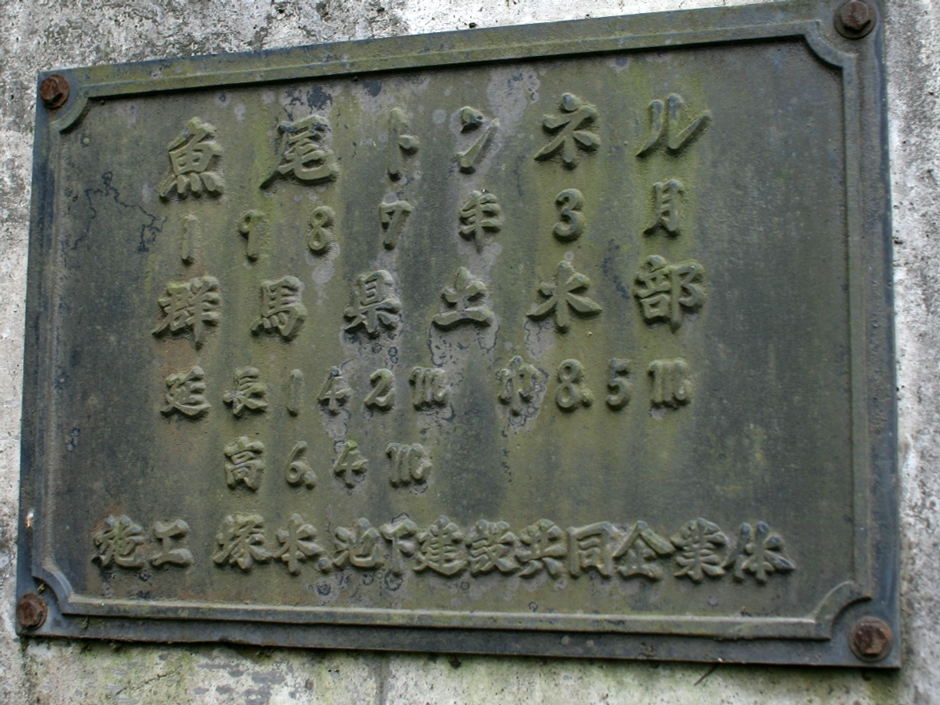 魚尾トンネル
1987年3月
群馬県土木部
延長142m 巾8.5m
高6.4m
施工 塚本.池下建設共同企業体